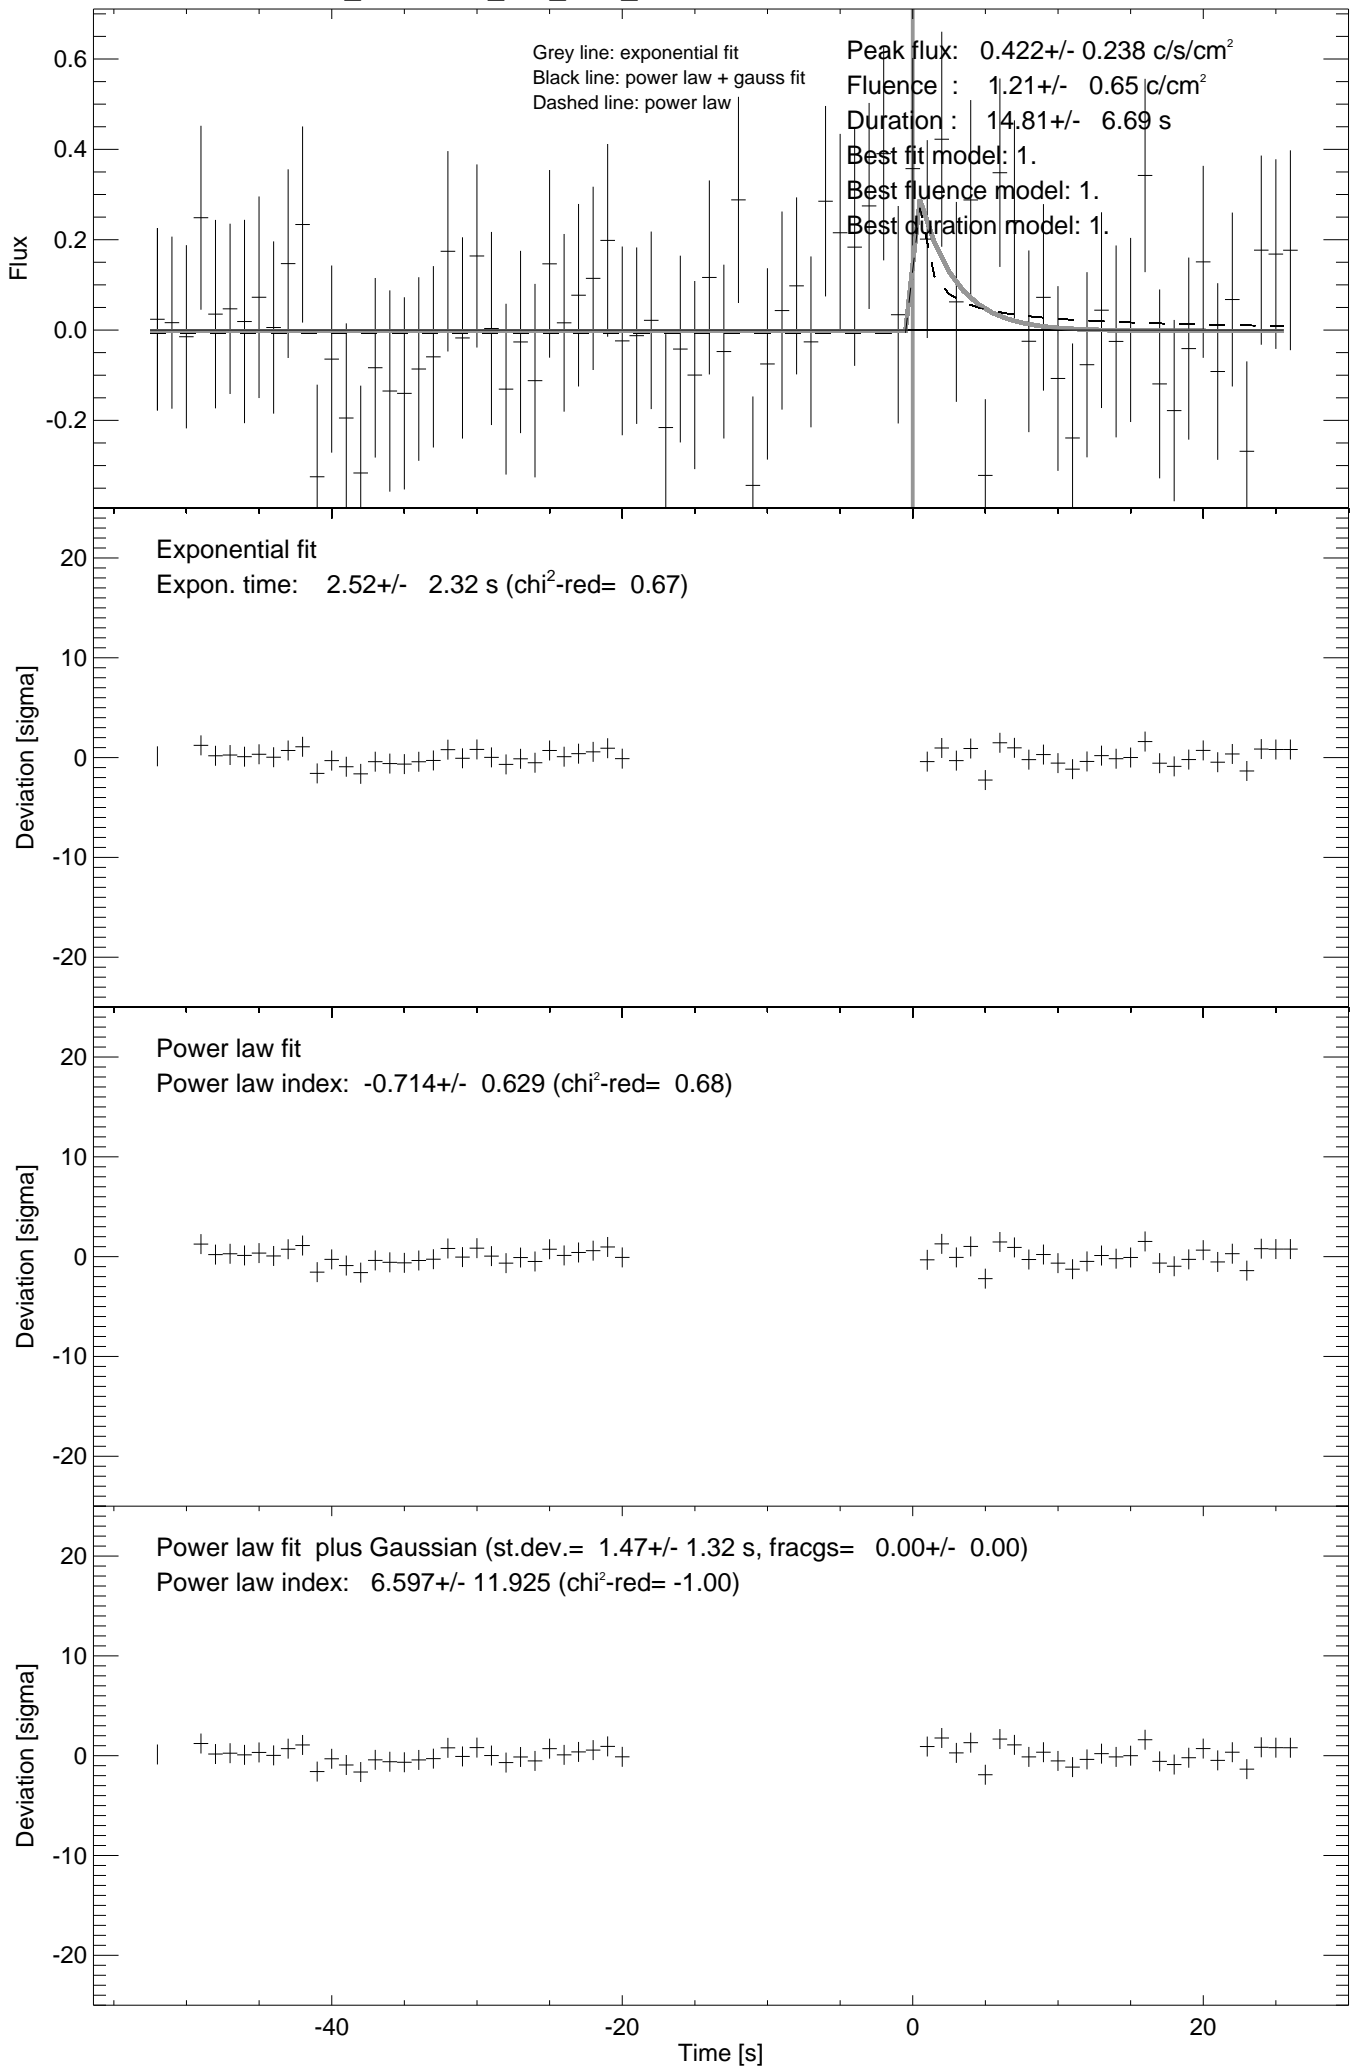 Grey line: exponential fit
Black line: power law + gauss fit
Dashed line: power law
Peak flux: 0.422+/- 0.238 c/s/cm²
Fluence : 1.21+/- 0.65 c/cm²
Duration : 14.81+/- 6.69 s
Best fit model: 1.
Best fluence model: 1.
Best duration model: 1.
0.6
0.4
0.2
0.0
-0.2
Flux
Exponential fit
Expon. time: 2.52+/- 2.32 s (chi²-red= 0.67)
20
10
0
-10
-20
Deviation [sigma]
Power law fit
Power law index: -0.714+/- 0.629 (chi²-red= 0.68)
20
10
0
-10
-20
Deviation [sigma]
Power law fit plus Gaussian (st.dev.= 1.47+/- 1.32 s, fracgs= 0.00+/- 0.00)
Power law index: 6.597+/- 11.925 (chi²-red= -1.00)
20
10
0
-10
-20
Deviation [sigma]
-40 -20 0 20
Time [s]